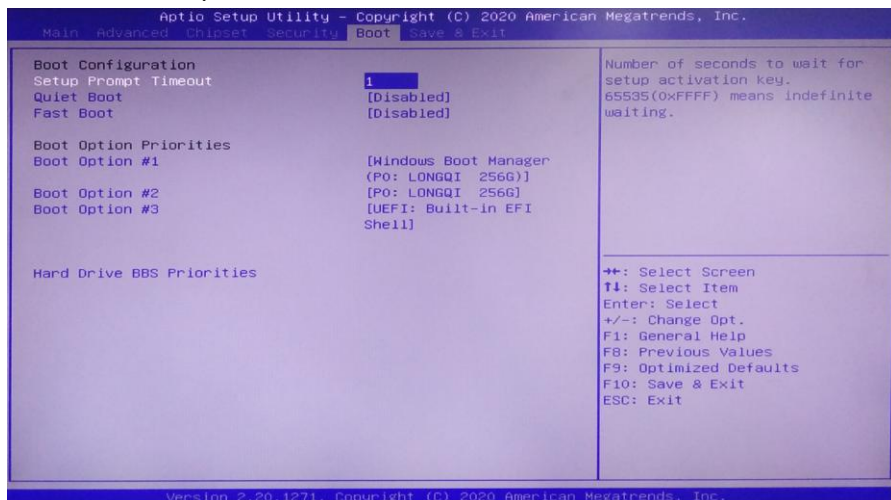 Aptio Setup Utility – Copyright (C) 2020 American Megatrends, Inc.
Main Advanced Chipset Security Boot Save & Exit
Boot Configuration
Setup Prompt Timeout 1
Quiet Boot [Disabled]
Fast Boot [Disabled]
Boot Option Priorities
Boot Option #1 [Windows Boot Manager
(P0: LONGQI 256G)]
Boot Option #2 [P0: LONGQI 256G]
Boot Option #3 [UEFI: Built-in EFI
Shell]
Hard Drive BBS Priorities
Number of seconds to wait for
setup activation key.
65535(0xFFFF) means indefinite
waiting.
→←: Select Screen
↑↓: Select Item
Enter: Select
+/-: Change Opt.
F1: General Help
F8: Previous Values
F9: Optimized Defaults
F10: Save & Exit
ESC: Exit
Version 2.20.1271. Copyright (C) 2020 American Megatrends, Inc.